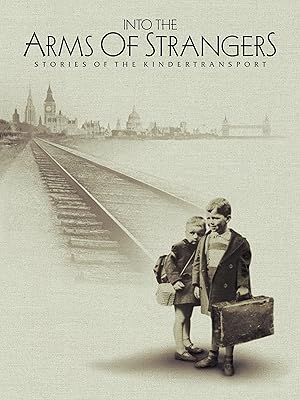 INTO THE
ARMS OF STRANGERS
STORIES OF THE KINDERTRANSPORT